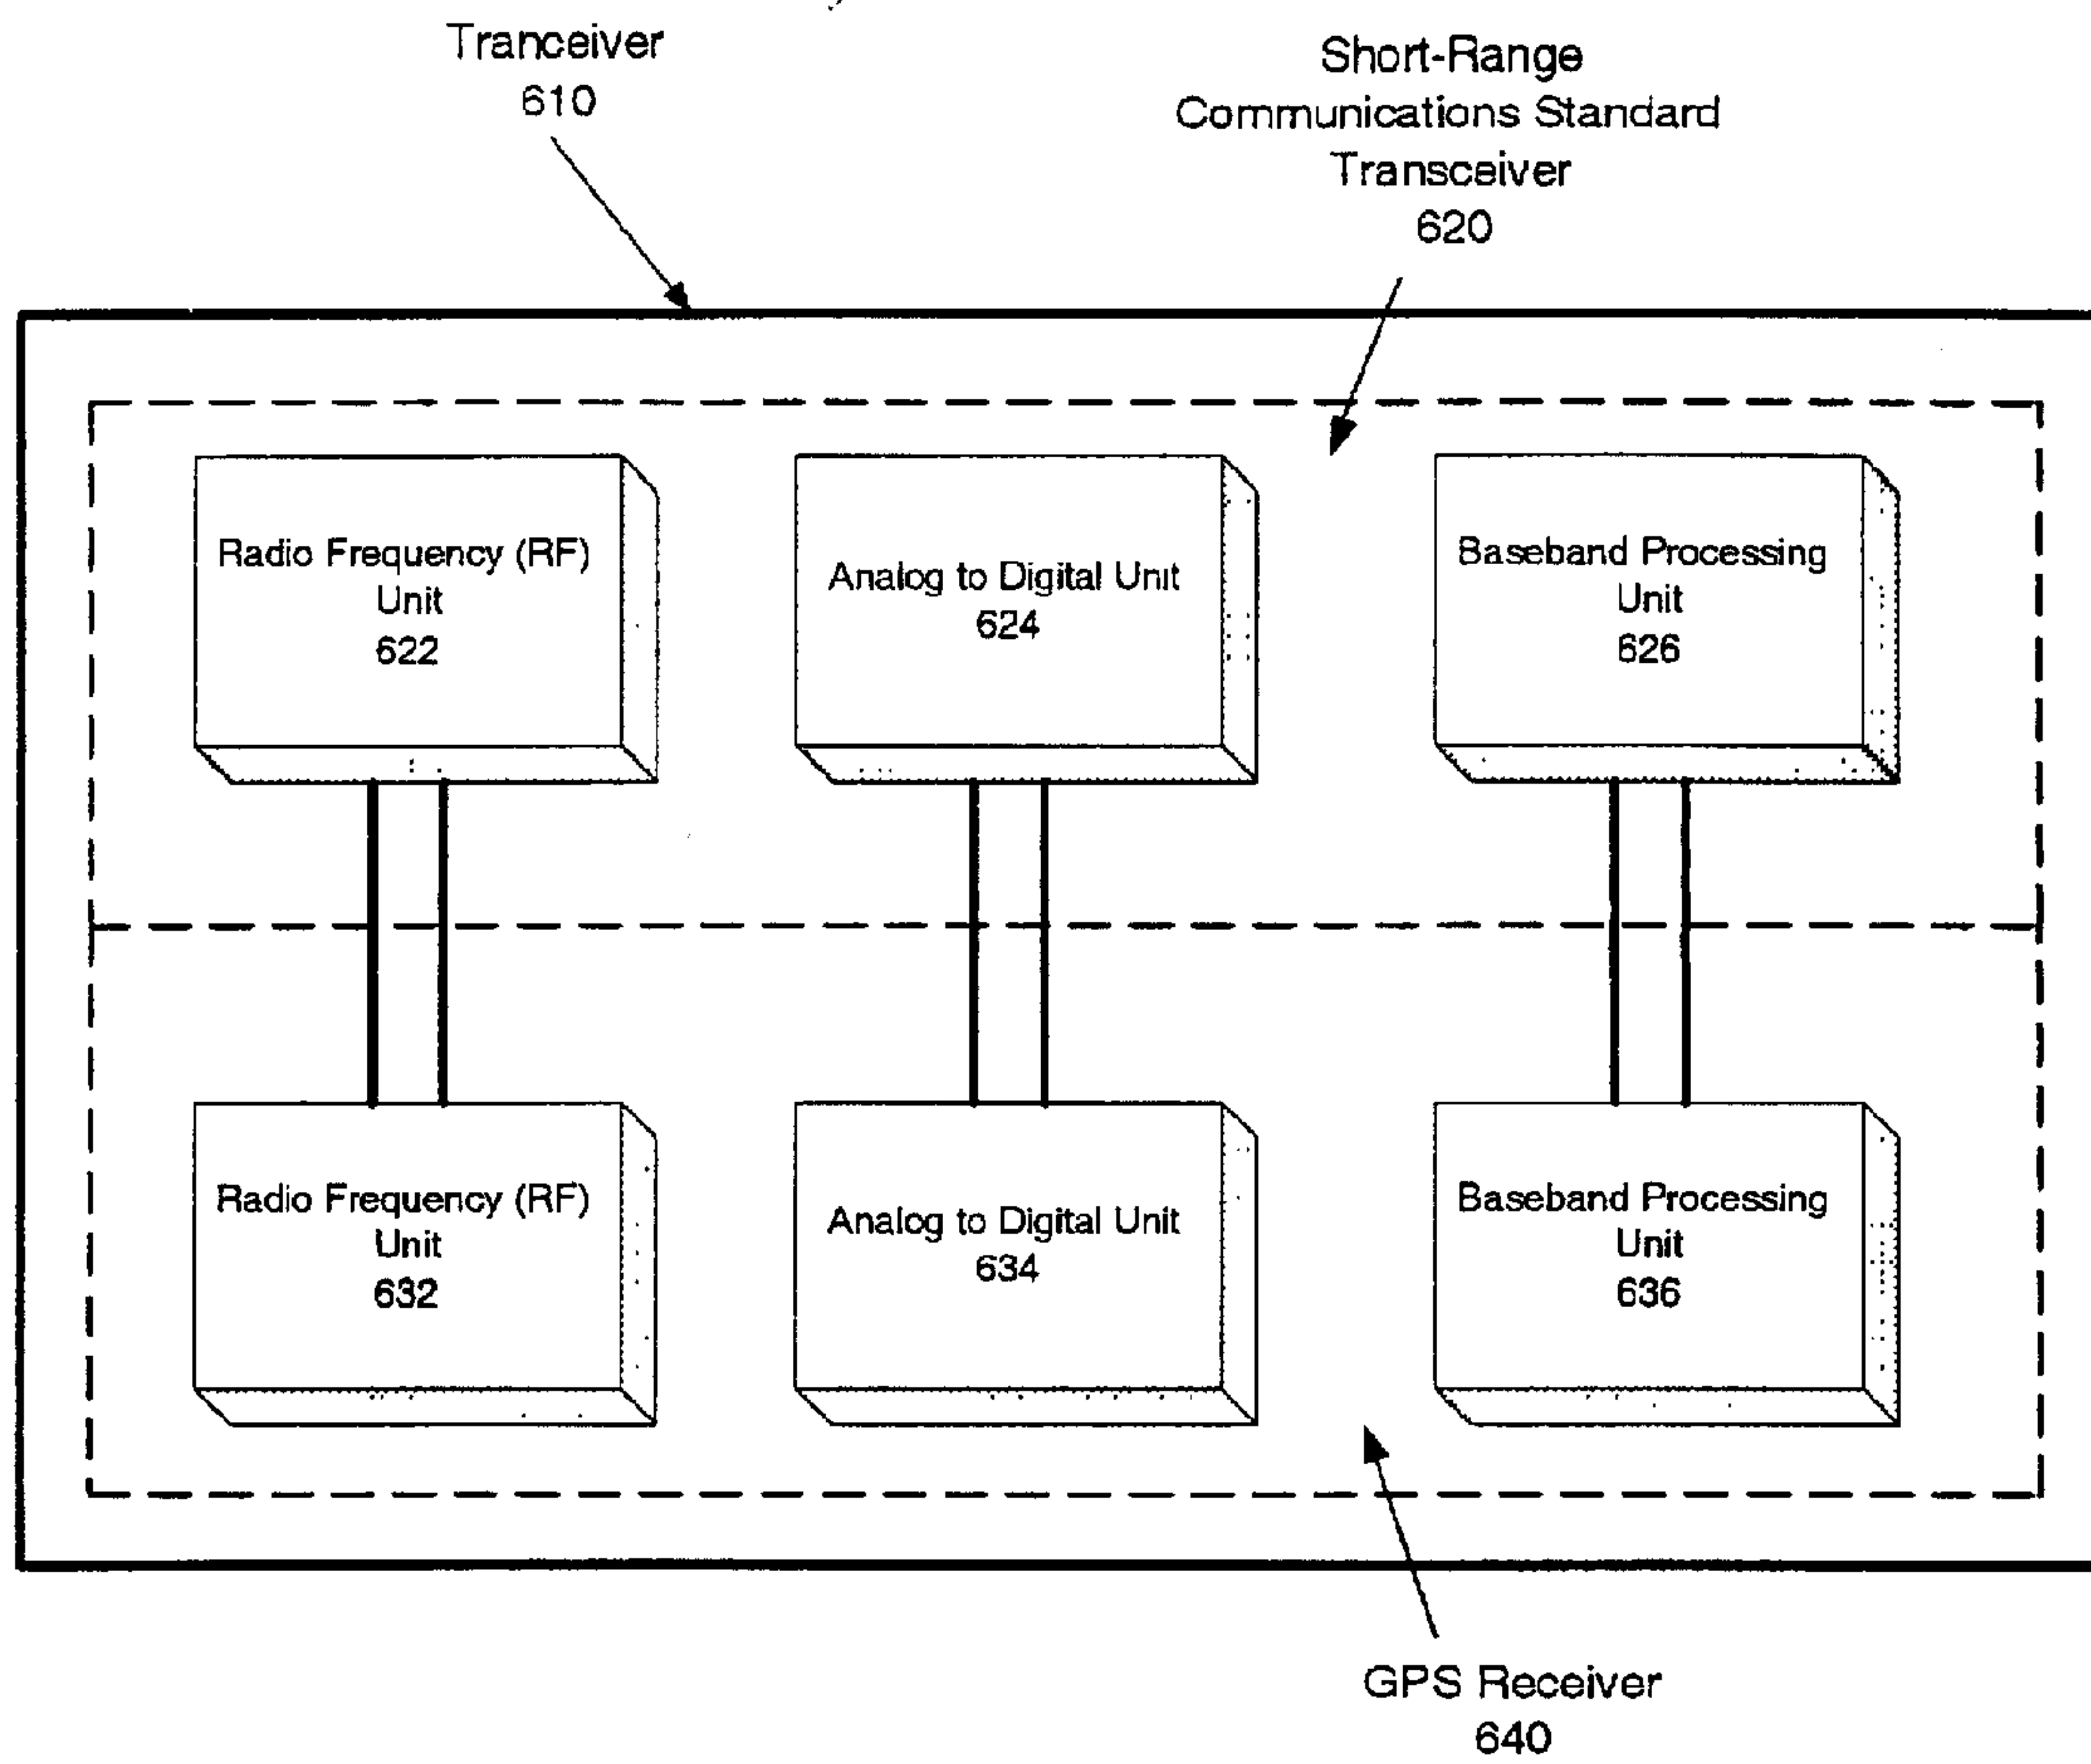 Tranceiver
610
Short-Range
Communications Standard
Transceiver
620
Radio Frequency (RF)
Unit
622
Analog to Digital Unit
624
Baseband Processing
Unit
626
Radio Frequency (RF)
Unit
632
Analog to Digital Unit
634
Baseband Processing
Unit
636
GPS Receiver
640